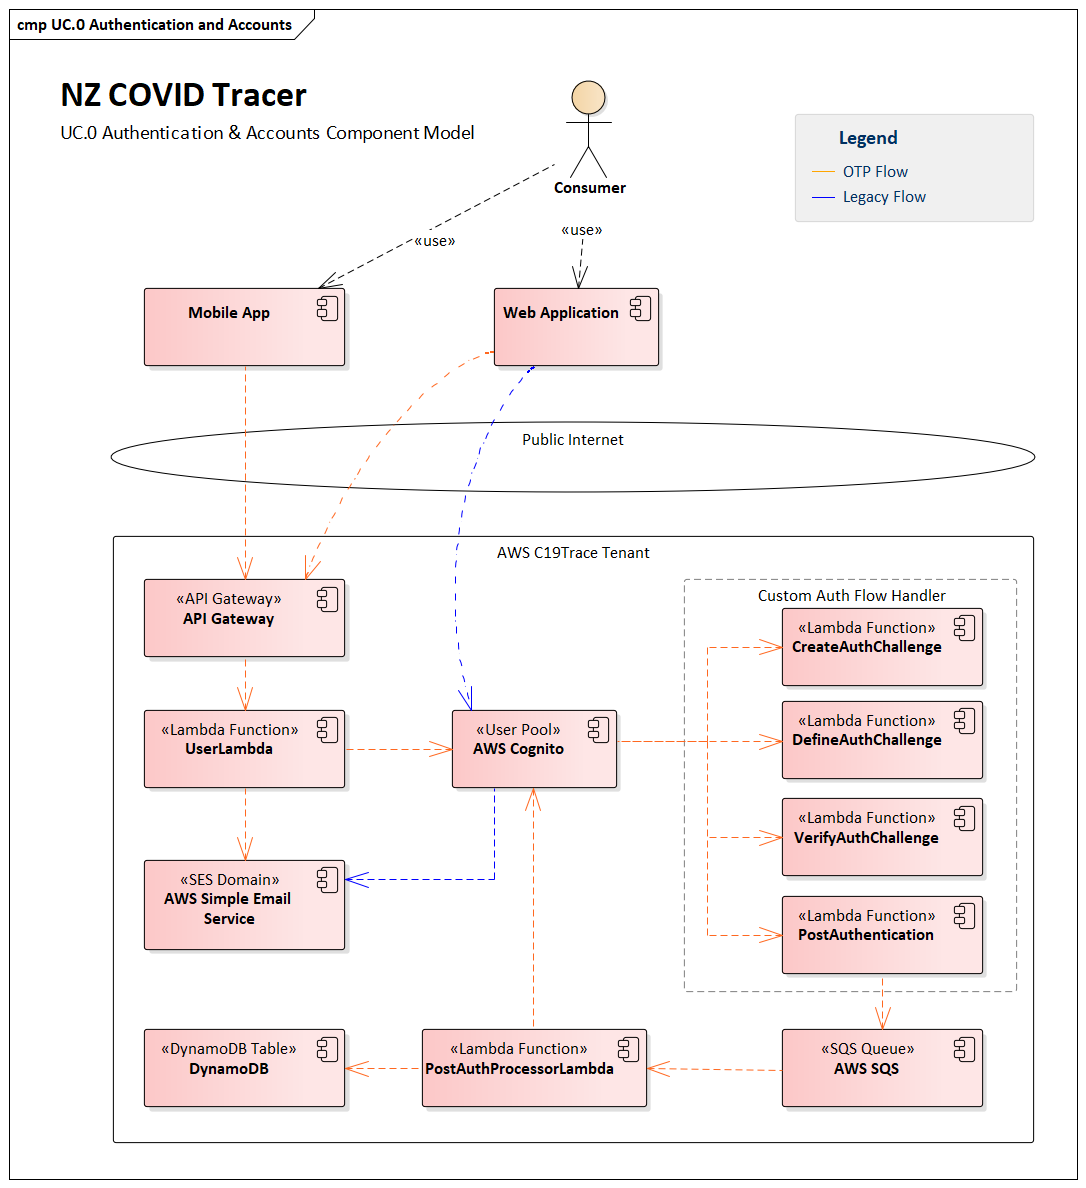 cmp UC.0 Authentication and Accounts
NZ COVID Tracer
UC.0 Authentication & Accounts Component Model
Consumer
Legend
OTP Flow
Legacy Flow
«use»
«use»
Mobile App
Web Application
Public Internet
AWS C19Trace Tenant
«API Gateway»
API Gateway
Custom Auth Flow Handler
«Lambda Function»
CreateAuthChallenge
«Lambda Function»
UserLambda
«User Pool»
AWS Cognito
«Lambda Function»
DefineAuthChallenge
«Lambda Function»
VerifyAuthChallenge
«SES Domain»
AWS Simple Email
Service
«Lambda Function»
PostAuthentication
«DynamoDB Table»
DynamoDB
«Lambda Function»
PostAuthProcessorLambda
«SQS Queue»
AWS SQS